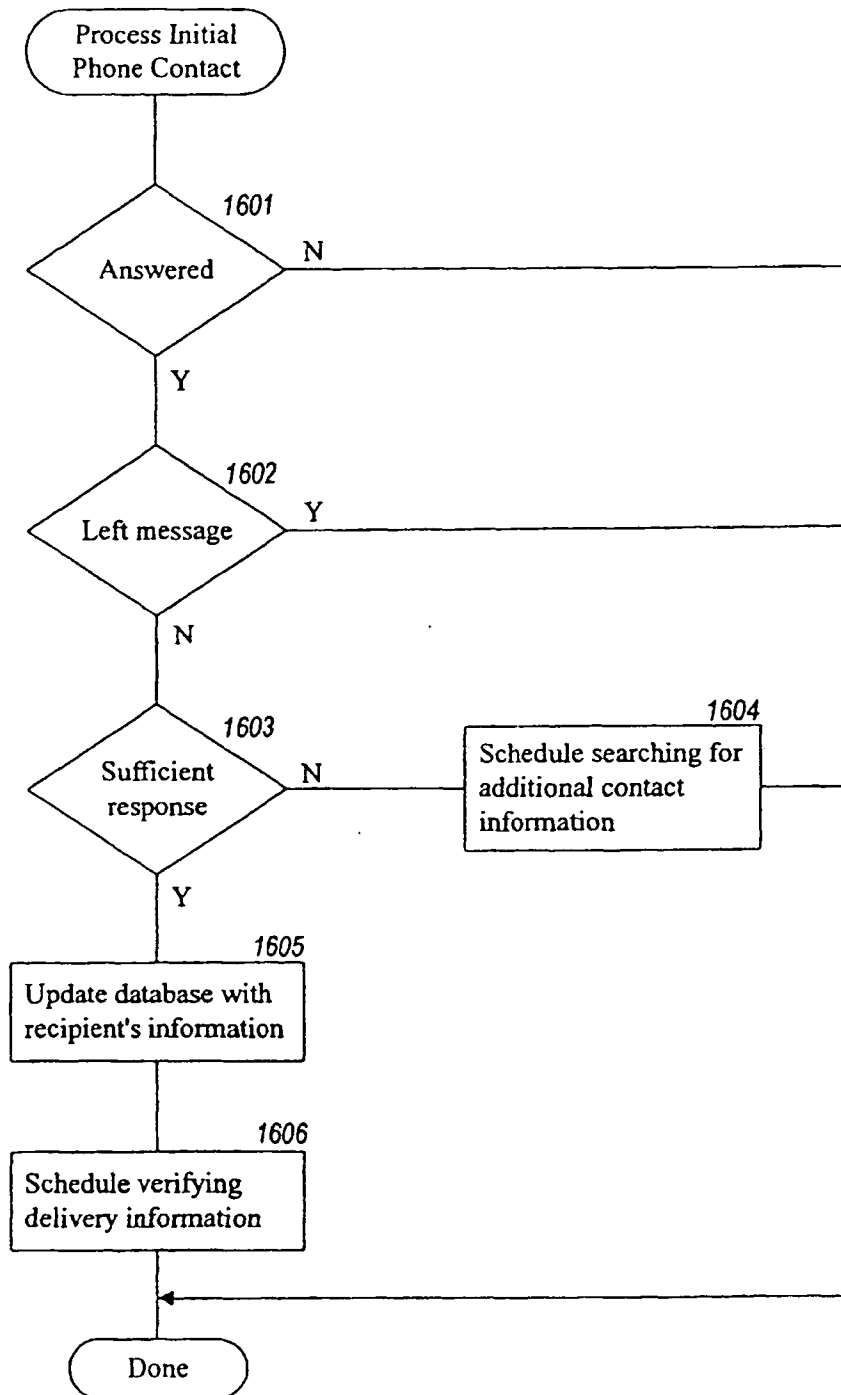 Process Initial
Phone Contact
1601
Answered
N
Y
1602
Left message
Y
N
1603
Sufficient
response
N
1604
Schedule searching for
additional contact
information
Y
1605
Update database with
recipient's information
1606
Schedule verifying
delivery information
Done